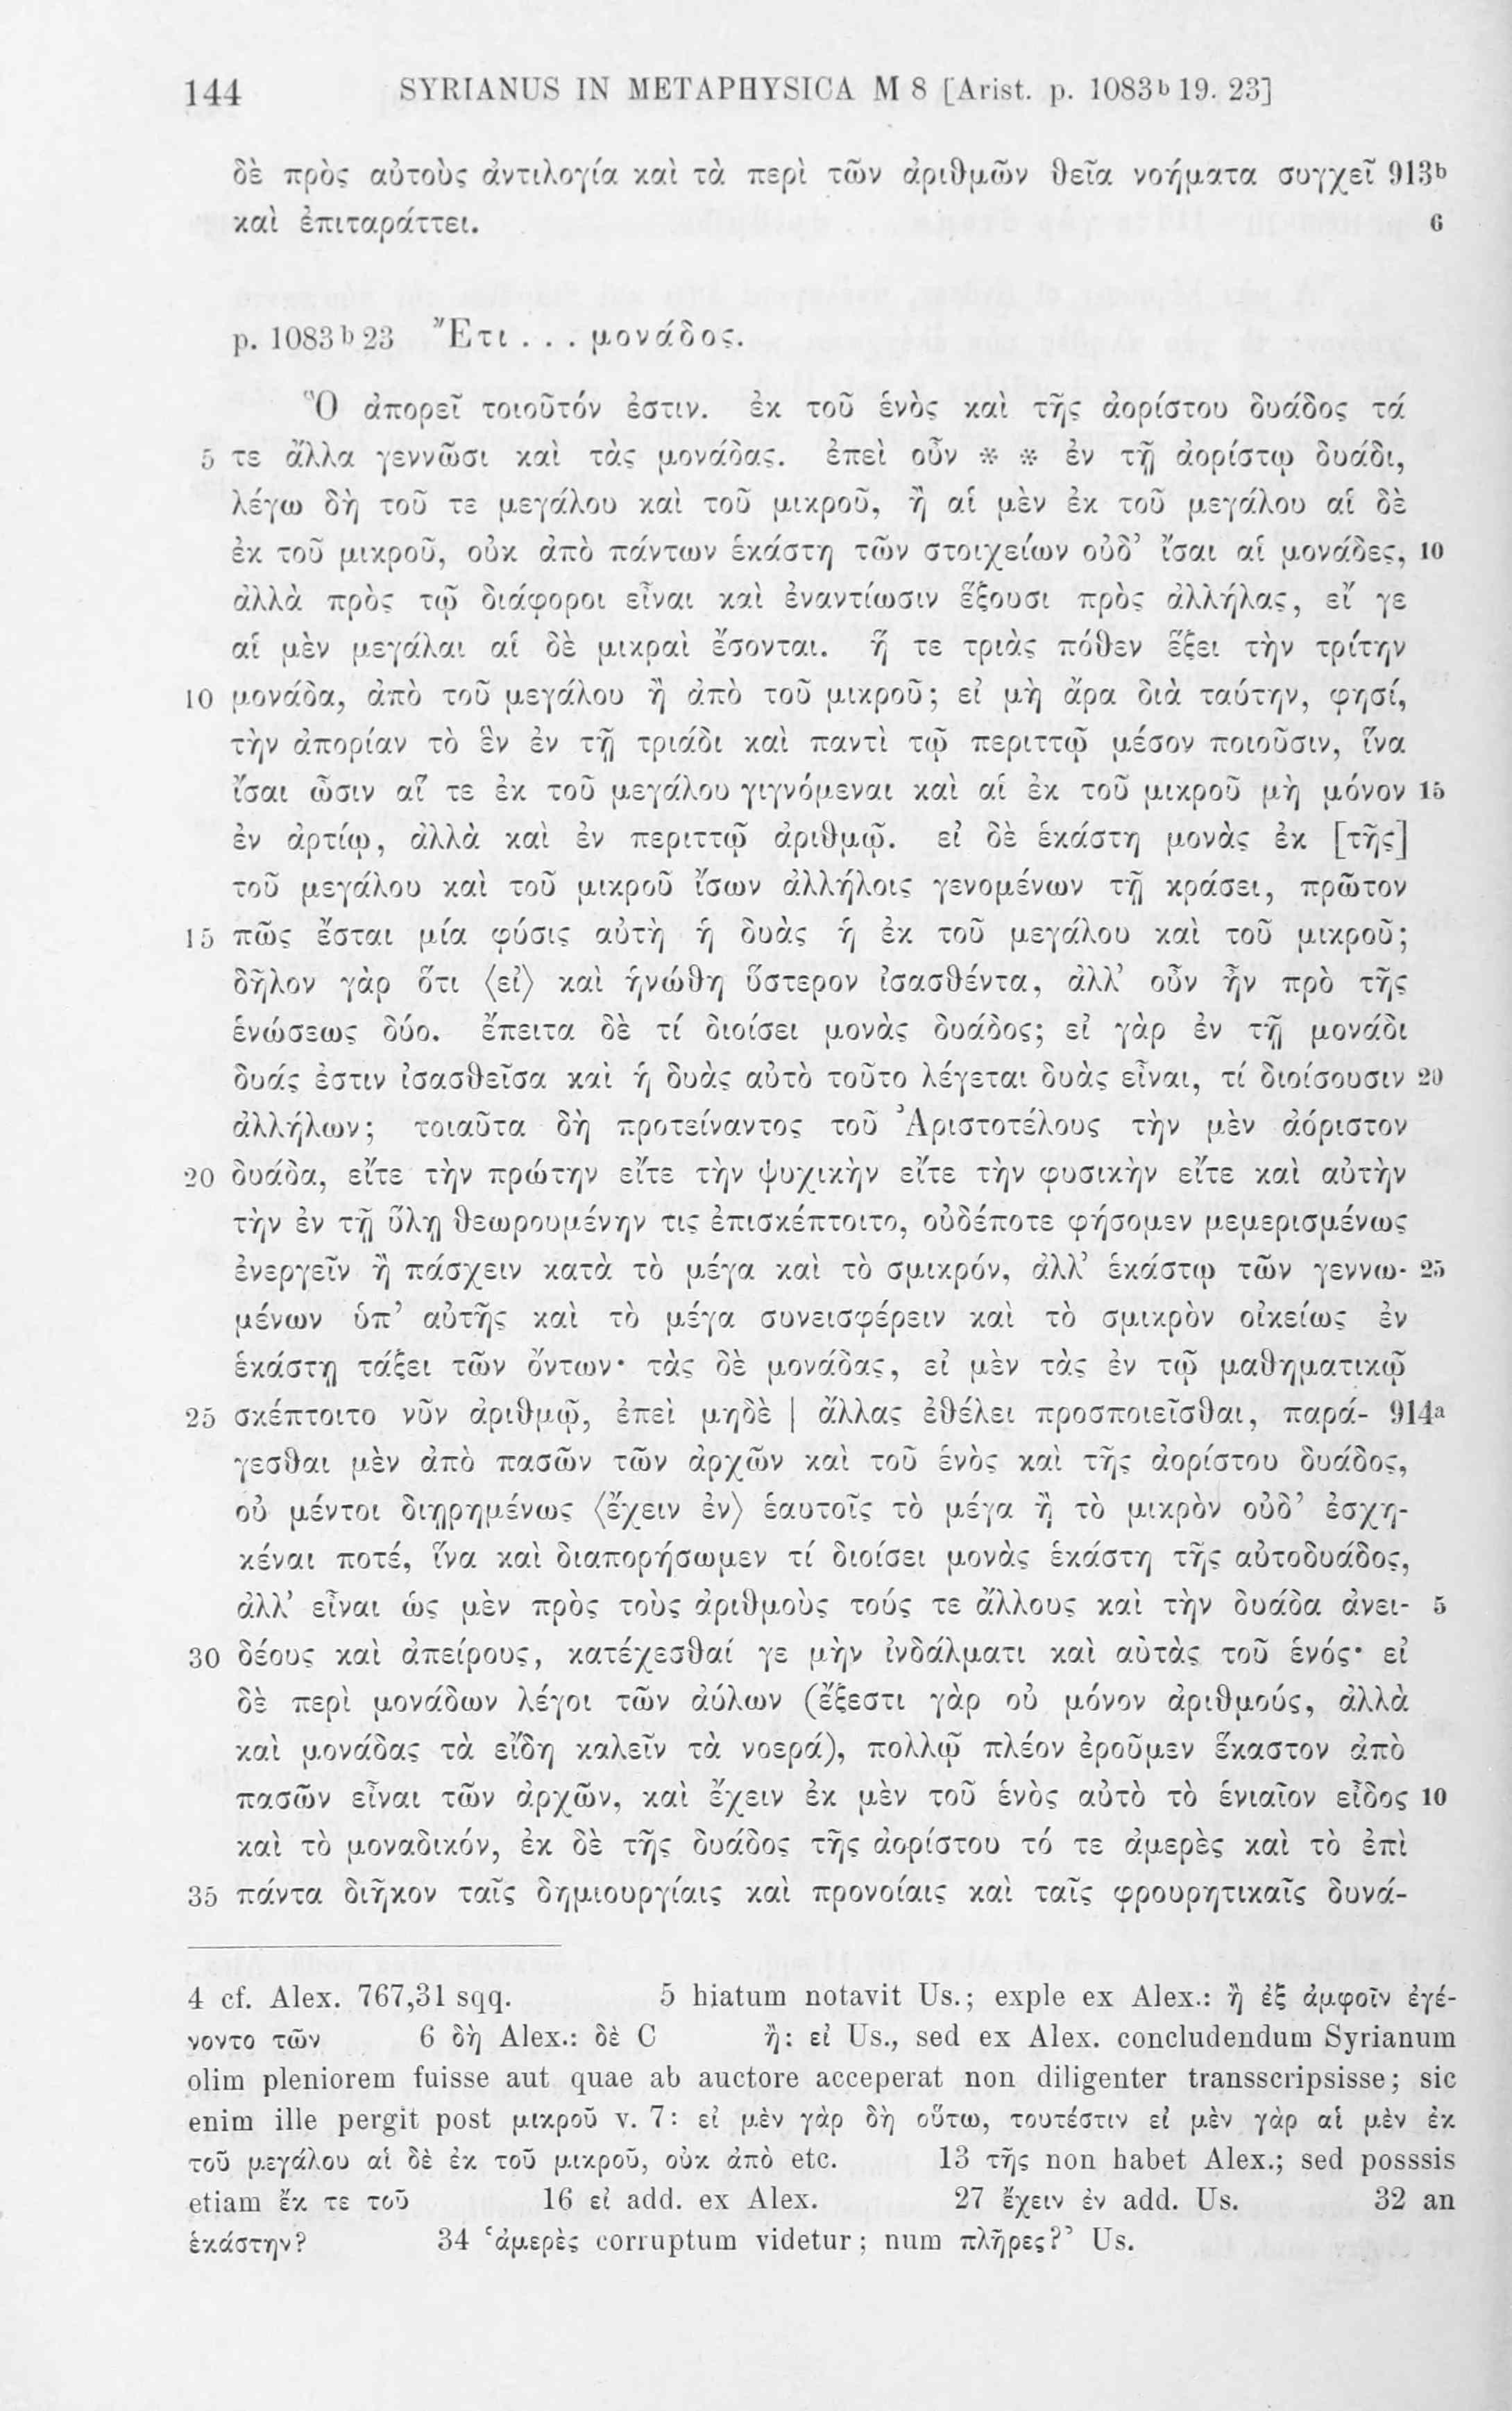 144 SYRIANUS IN METAPHYSICA M 8 [Arist. p. 1083ᵇ 19. 23]
δὲ πρὸς αὐτοὺς ἀντιλογία καὶ τὰ περὶ τῶν ἀριθμῶν θεῖα νοήματα συγχεῖ 913ᵇ
καὶ ἐπιταράττει. 6
p. 1083ᵇ 23 Ἔτι . . . μονάδος.
Ὃ ἀπορεῖ τοιοῦτόν ἐστιν. ἐκ τοῦ ἑνὸς καὶ τῆς ἀορίστου δυάδος τά
5 τε ἄλλα γεννῶσι καὶ τὰς μονάδας. ἐπεὶ οὖν * * ἐν τῇ ἀορίστῳ δυάδι,
λέγω δὴ τοῦ τε μεγάλου καὶ τοῦ μικροῦ, ἢ αἱ μὲν ἐκ τοῦ μεγάλου αἱ δὲ
ἐκ τοῦ μικροῦ, οὐκ ἀπὸ πάντων ἑκάστη τῶν στοιχείων οὐδ’ ἴσαι αἱ μονάδες, 10
ἀλλὰ πρὸς τῷ διάφοροι εἶναι καὶ ἐναντίωσιν ἕξουσι πρὸς ἀλλήλας, εἴ γε
αἱ μὲν μεγάλαι αἱ δὲ μικραὶ ἔσονται. ἥ τε τριὰς πόθεν ἕξει τὴν τρίτην
10 μονάδα, ἀπὸ τοῦ μεγάλου ἢ ἀπὸ τοῦ μικροῦ; εἰ μὴ ἄρα διὰ ταύτην, φησί,
τὴν ἀπορίαν τὸ ἓν ἐν τῇ τριάδι καὶ παντὶ τῷ περιττῷ μέσον ποιοῦσιν, ἵνα
ἴσαι ὦσιν αἵ τε ἐκ τοῦ μεγάλου γιγνόμεναι καὶ αἱ ἐκ τοῦ μικροῦ μὴ μόνον 15
ἐν ἀρτίῳ, ἀλλὰ καὶ ἐν περιττῷ ἀριθμῷ. εἰ δὲ ἑκάστη μονὰς ἐκ [τῆς]
τοῦ μεγάλου καὶ τοῦ μικροῦ ἴσων ἀλλήλοις γενομένων τῇ κράσει, πρῶτον
15 πῶς ἔσται μία φύσις αὐτὴ ἡ δυὰς ἡ ἐκ τοῦ μεγάλου καὶ τοῦ μικροῦ;
δῆλον γὰρ ὅτι ⟨εἰ⟩ καὶ ἡνώθη ὕστερον ἰσασθέντα, ἀλλ’ οὖν ἦν πρὸ τῆς
ἑνώσεως δύο. ἔπειτα δὲ τί διοίσει μονὰς δυάδος; εἰ γὰρ ἐν τῇ μονάδι
δυάς ἐστιν ἰσασθεῖσα καὶ ἡ δυὰς αὐτὸ τοῦτο λέγεται δυὰς εἶναι, τί διοίσουσιν 20
ἀλλήλων; τοιαῦτα δὴ προτείναντος τοῦ Ἀριστοτέλους τὴν μὲν ἀόριστον
20 δυάδα, εἴτε τὴν πρώτην εἴτε τὴν ψυχικὴν εἴτε τὴν φυσικὴν εἴτε καὶ αὐτὴν
τὴν ἐν τῇ ὕλῃ θεωρουμένην τις ἐπισκέπτοιτο, οὐδέποτε φήσομεν μεμερισμένως
ἐνεργεῖν ἢ πάσχειν κατὰ τὸ μέγα καὶ τὸ σμικρόν, ἀλλ’ ἑκάστῳ τῶν γεννω- 25
μένων ὑπ’ αὐτῆς καὶ τὸ μέγα συνεισφέρειν καὶ τὸ σμικρὸν οἰκείως ἐν
ἑκάστῃ τάξει τῶν ὄντων· τὰς δὲ μονάδας, εἰ μὲν τὰς ἐν τῷ μαθηματικῷ
25 σκέπτοιτο νῦν ἀριθμῷ, ἐπεὶ μηδὲ | ἄλλας ἐθέλει προσποιεῖσθαι, παρά- 914ᵃ
γεσθαι μὲν ἀπὸ πασῶν τῶν ἀρχῶν καὶ τοῦ ἑνὸς καὶ τῆς ἀορίστου δυάδος,
οὐ μέντοι διῃρημένως ⟨ἔχειν ἐν⟩ ἑαυτοῖς τὸ μέγα ἢ τὸ μικρὸν οὐδ’ ἐσχη-
κέναι ποτέ, ἵνα καὶ διαπορήσωμεν τί διοίσει μονὰς ἑκάστη τῆς αὐτοδυάδος,
ἀλλ’ εἶναι ὡς μὲν πρὸς τοὺς ἀριθμοὺς τούς τε ἄλλους καὶ τὴν δυάδα ἀνει- 5
30 δέους καὶ ἀπείρους, κατέχεσθαί γε μὴν ἰνδάλματι καὶ αὐτὰς τοῦ ἑνός· εἰ
δὲ περὶ μονάδων λέγοι τῶν ἀύλων (ἔξεστι γὰρ οὐ μόνον ἀριθμούς, ἀλλὰ
καὶ μοναδας τὰ εἴδη καλεῖν τὰ νοερά), πολλῷ πλέον ἐροῦμεν ἕκαστον ἀπὸ
πασῶν εἶναι τῶν ἀρχῶν, καὶ ἔχειν ἐκ μὲν τοῦ ἑνὸς αὐτὸ τὸ ἑνιαῖον εἶδος 10
καὶ τὸ μοναδικόν, ἐκ δὲ τῆς δυάδος τῆς ἀορίστου τό τε ἀμερὲς καὶ τὸ ἐπὶ
35 πάντα διῆκον ταῖς δημιουργίαις καὶ προνοίαις καὶ ταῖς φρουρητικαῖς δυνά-
4 cf. Alex. 767,31 sqq. 5 hiatum notavit Us.; exple ex Alex.: ἢ ἐξ ἀμφοῖν ἐγέ-
νοντο τῶν 6 δὴ Alex.: δὲ C ἢ: εἰ Us., sed ex Alex. concludendum Syrianum
olim pleniorem fuisse aut quae ab auctore acceperat non diligenter transscripsisse; sic
enim ille pergit post μικροῦ v. 7: εἰ μὲν γὰρ δὴ οὕτω, τουτέστιν εἰ μὲν γὰρ αἱ μὲν ἐκ
τοῦ μεγάλου αἱ δὲ ἐκ τοῦ μικροῦ, οὐκ ἀπὸ etc. 13 τῆς non habet Alex.; sed posssis
etiam ἔκ τε τοῦ 16 εἰ add. ex Alex. 27 ἔχειν ἐν add. Us. 32 an
ἑκάστην? 34 ‘ἀμερὲς corruptum videtur; num πλῆρες?’ Us.